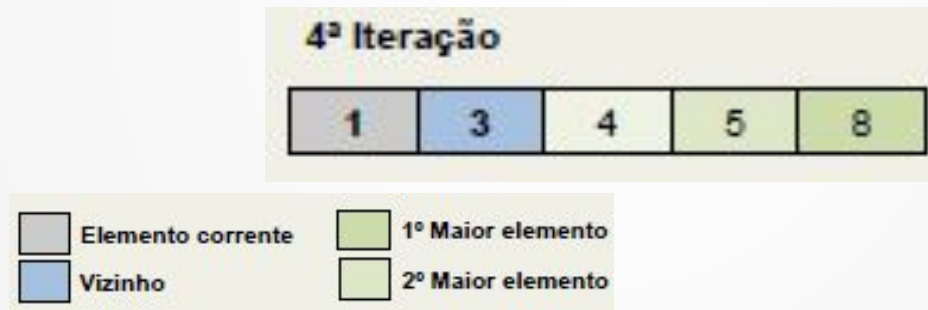 4ª Iteração
1 3 4 5 8
Elemento corrente
1º Maior elemento
Vizinho
2º Maior elemento